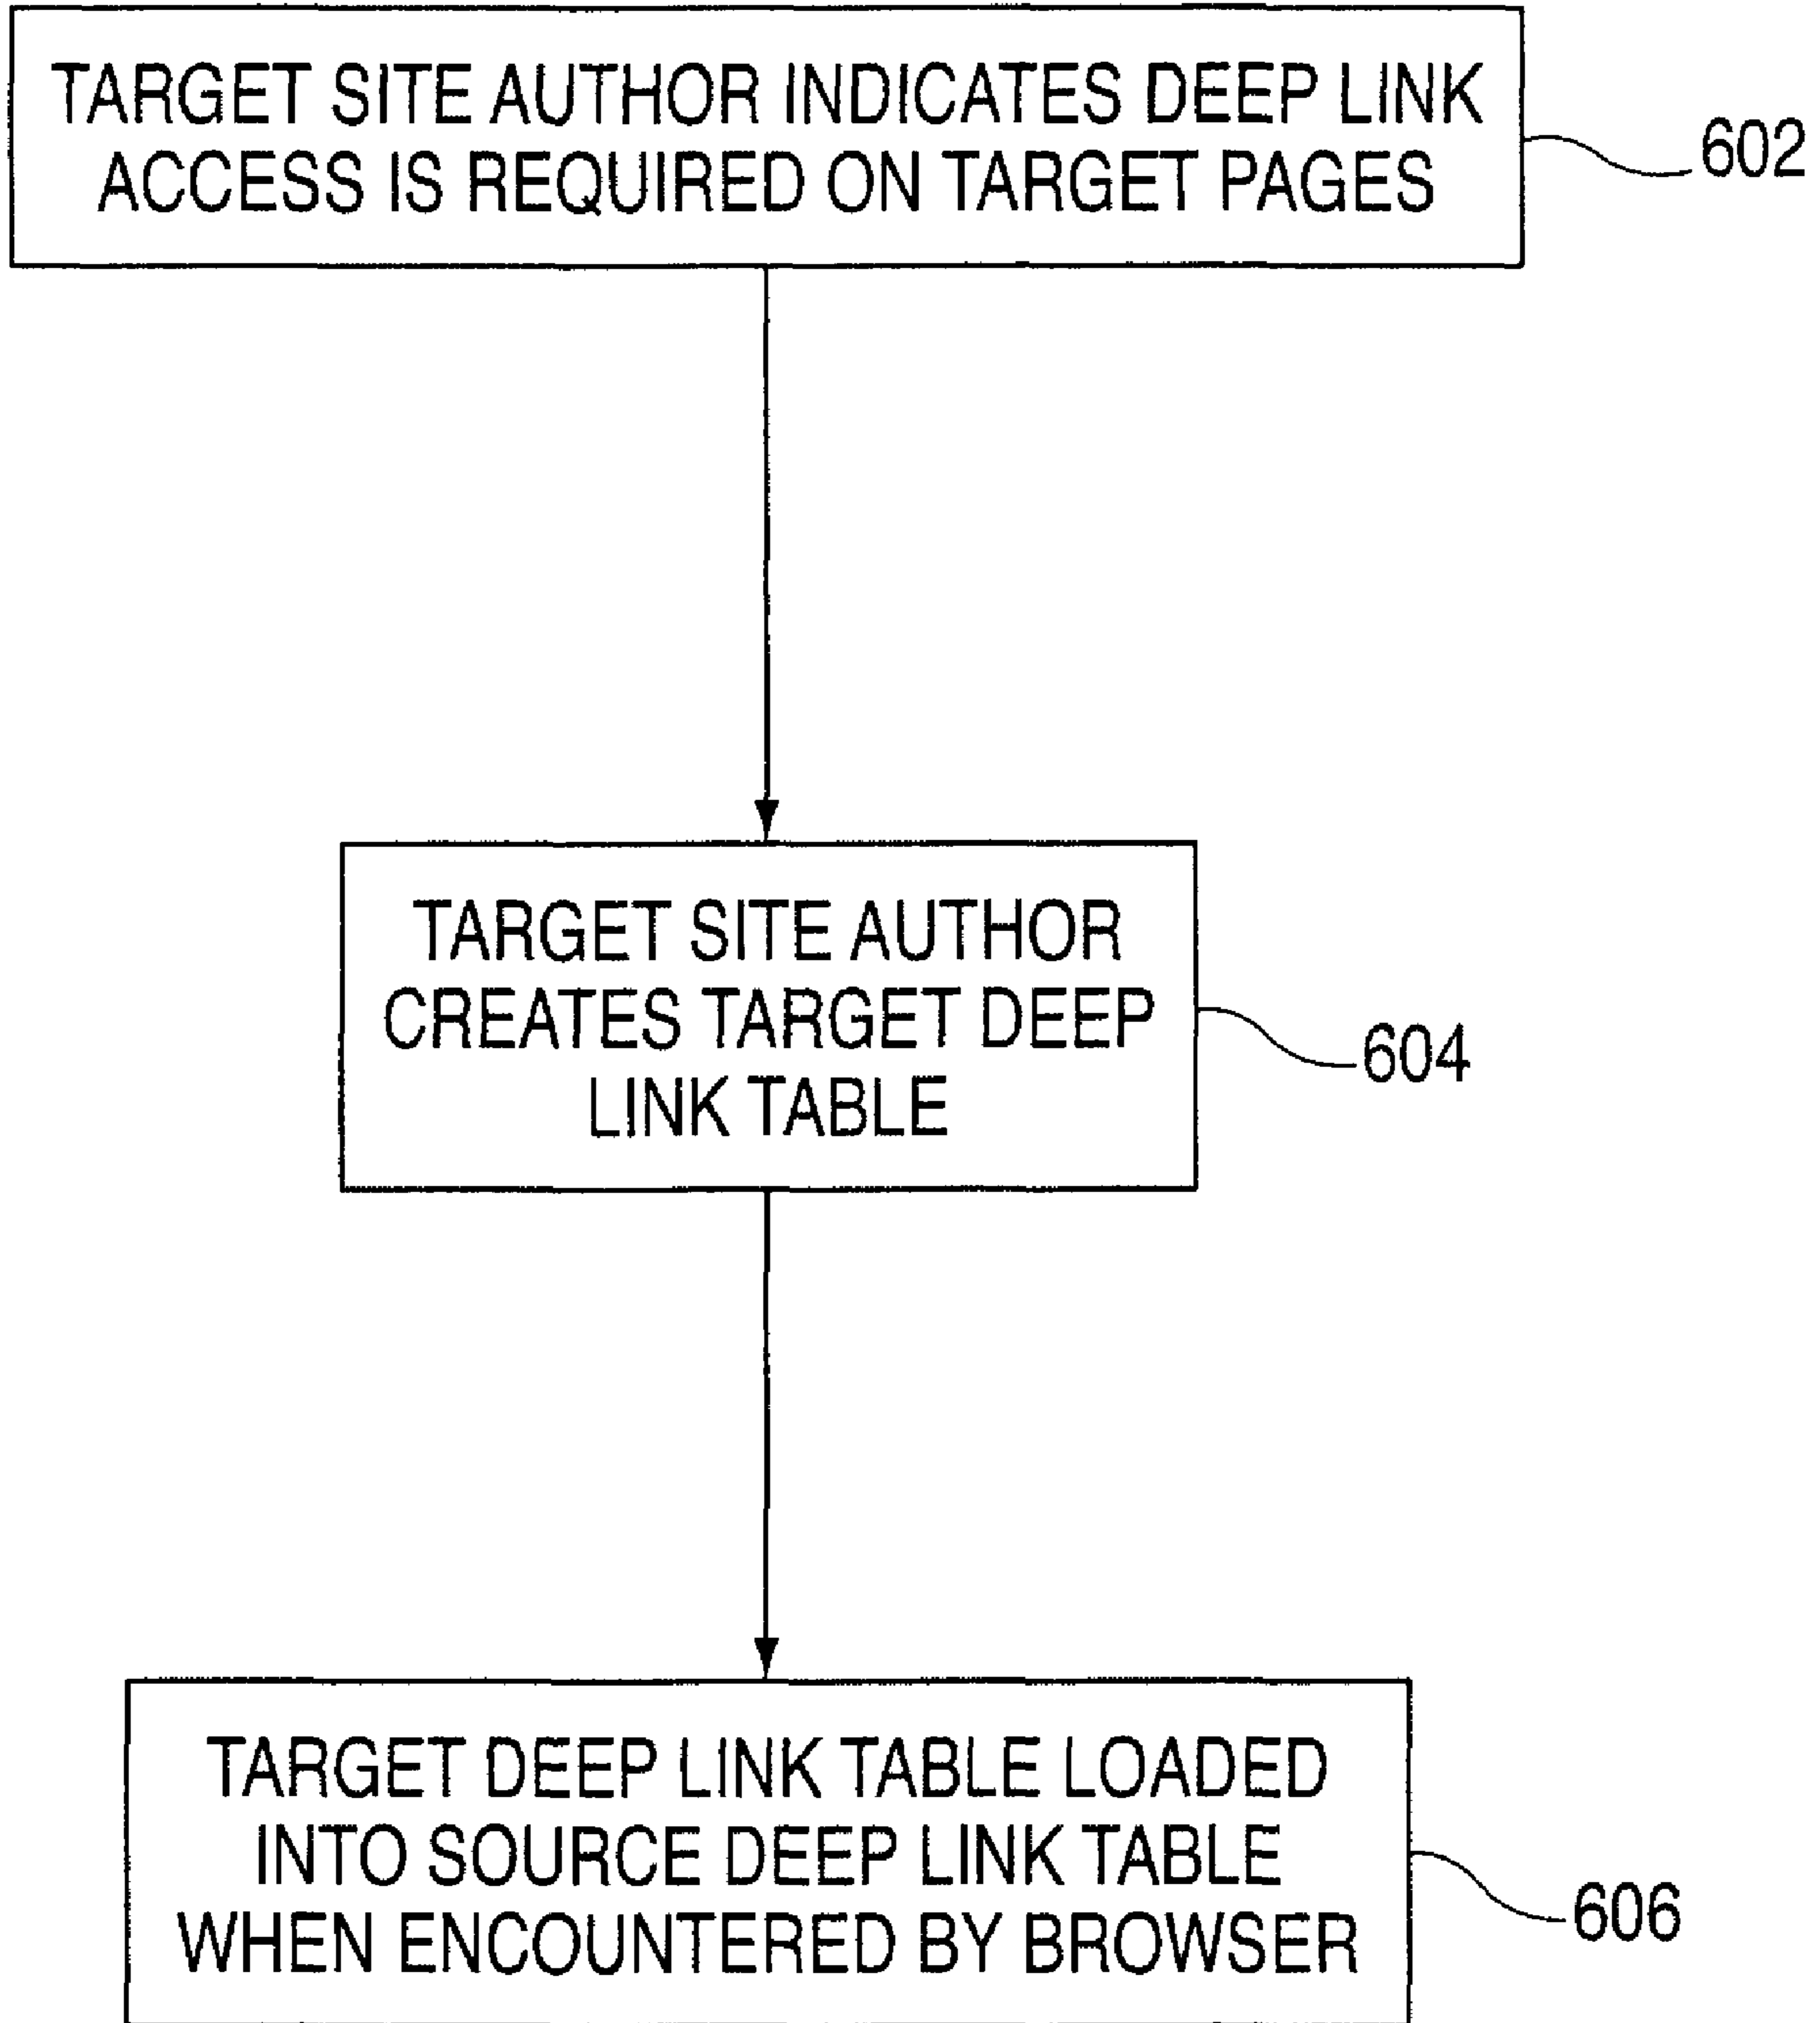 TARGET SITE AUTHOR INDICATES DEEP LINK
ACCESS IS REQUIRED ON TARGET PAGES
602
TARGET SITE AUTHOR
CREATES TARGET DEEP
LINK TABLE
604
TARGET DEEP LINK TABLE LOADED
INTO SOURCE DEEP LINK TABLE
WHEN ENCOUNTERED BY BROWSER
606